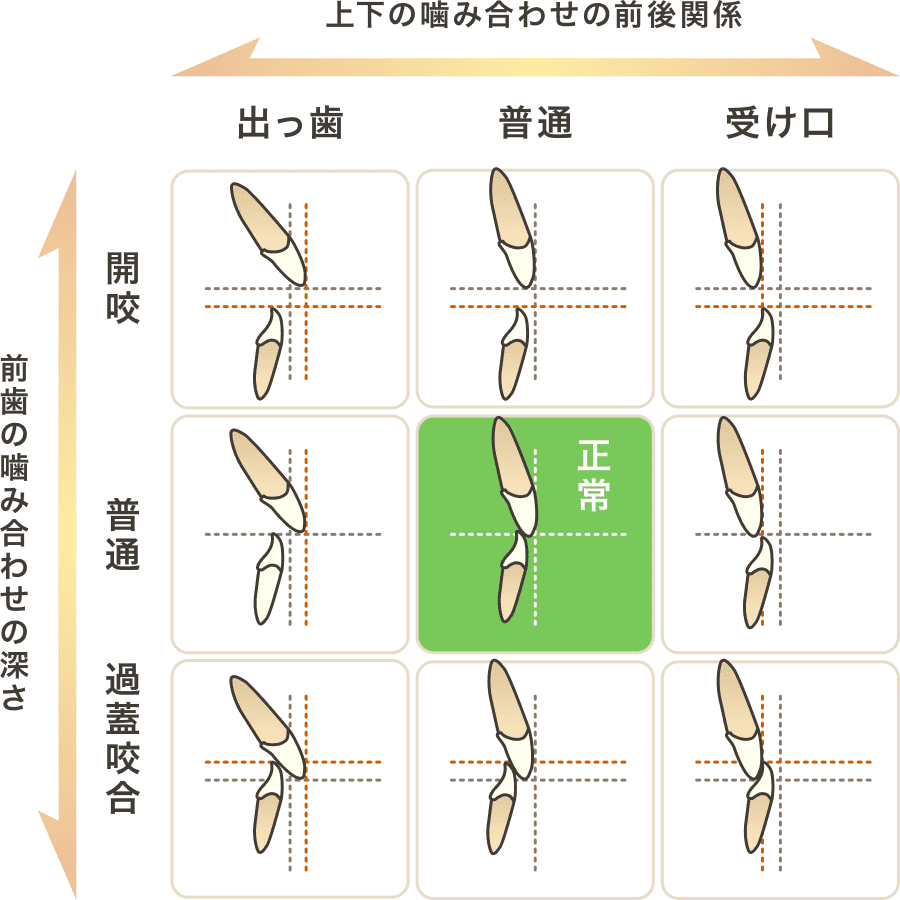 上下の噛み合わせの前後関係
出っ歯
普通
受け口
前歯の噛み合わせの深さ
開咬
普通
正常
過蓋咬合